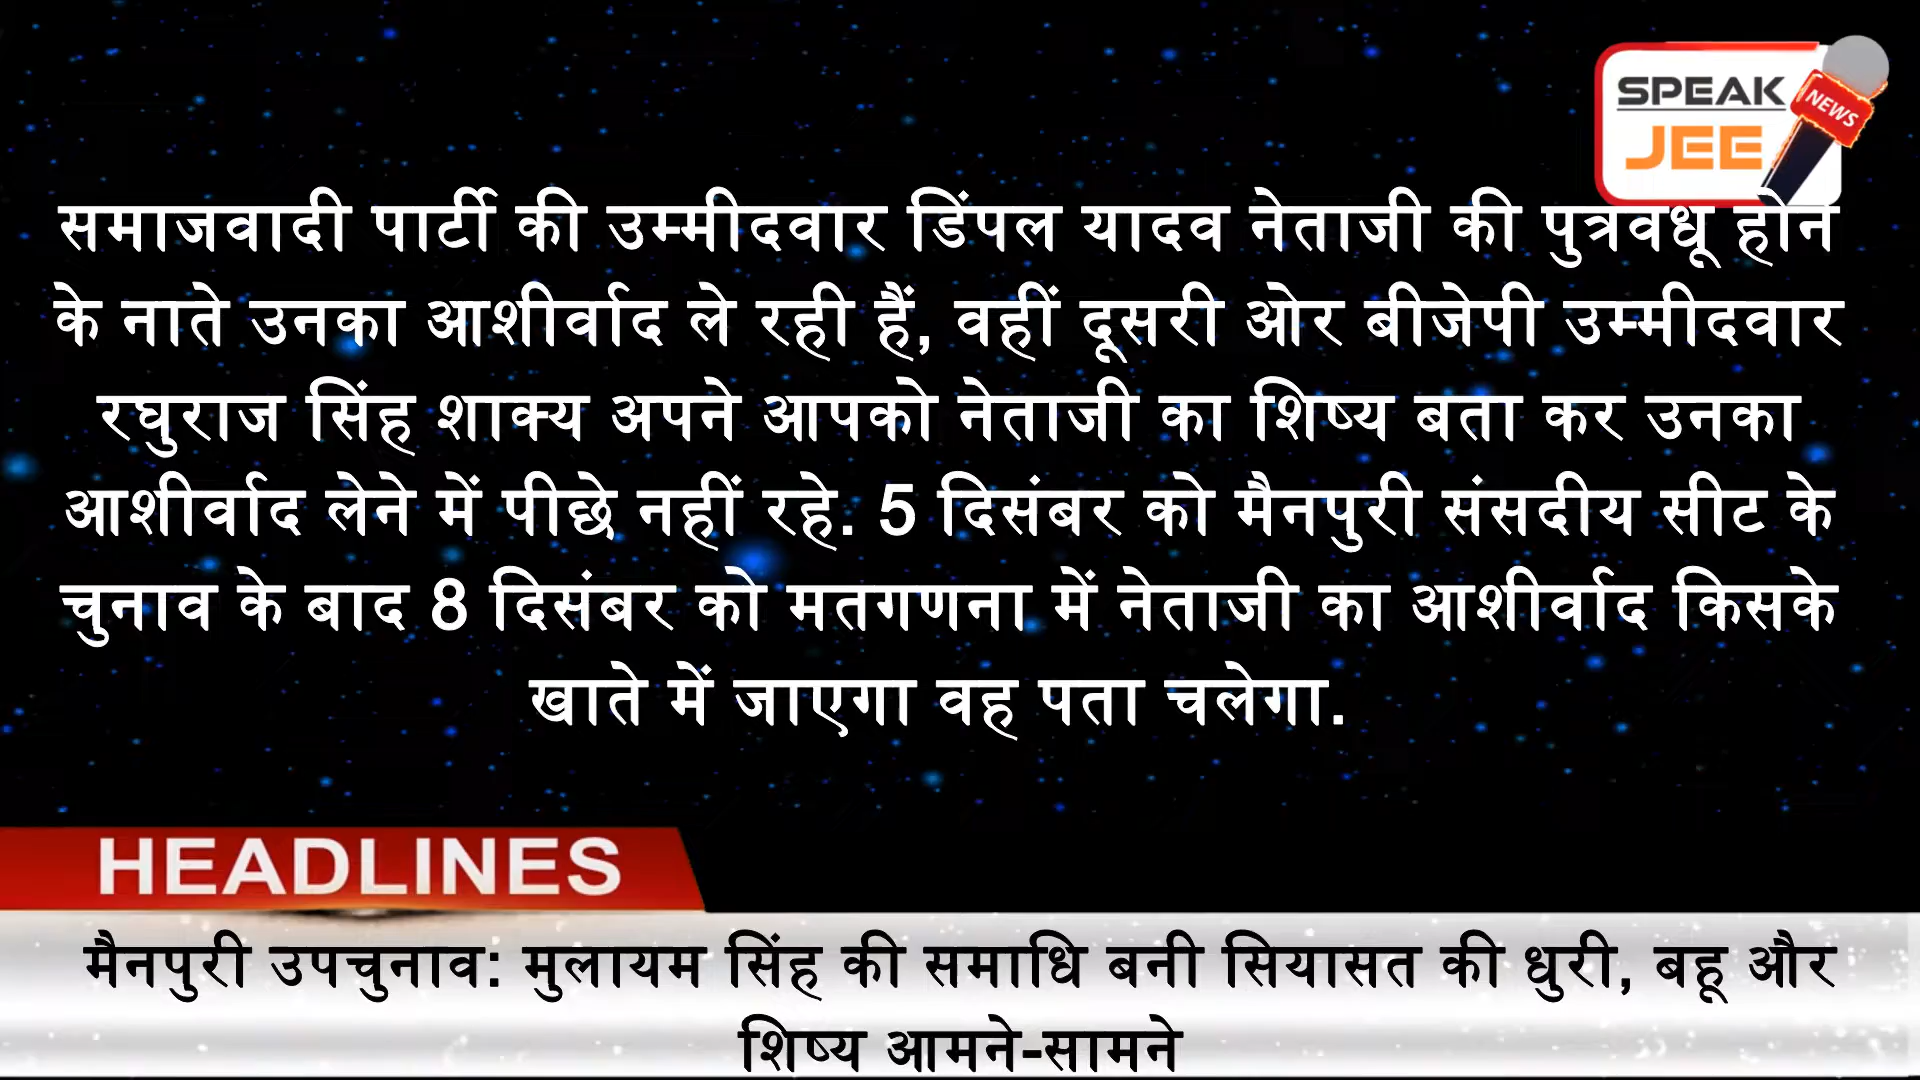 SPEAK
JEE
NEWS
समाजवादी पार्टी की उम्मीदवार डिंपल यादव नेताजी की पुत्रवधू होने
के नाते उनका आशीर्वाद ले रही हैं, वहीं दूसरी ओर बीजेपी उम्मीदवार
रघुराज सिंह शाक्य अपने आपको नेताजी का शिष्य बता कर उनका
आशीर्वाद लेने में पीछे नहीं रहे. 5 दिसंबर को मैनपुरी संसदीय सीट के
चुनाव के बाद 8 दिसंबर को मतगणना में नेताजी का आशीर्वाद किसके
खाते में जाएगा वह पता चलेगा.
HEADLINES
मैनपुरी उपचुनाव: मुलायम सिंह की समाधि बनी सियासत की धुरी, बहू और
शिष्य आमने-सामने